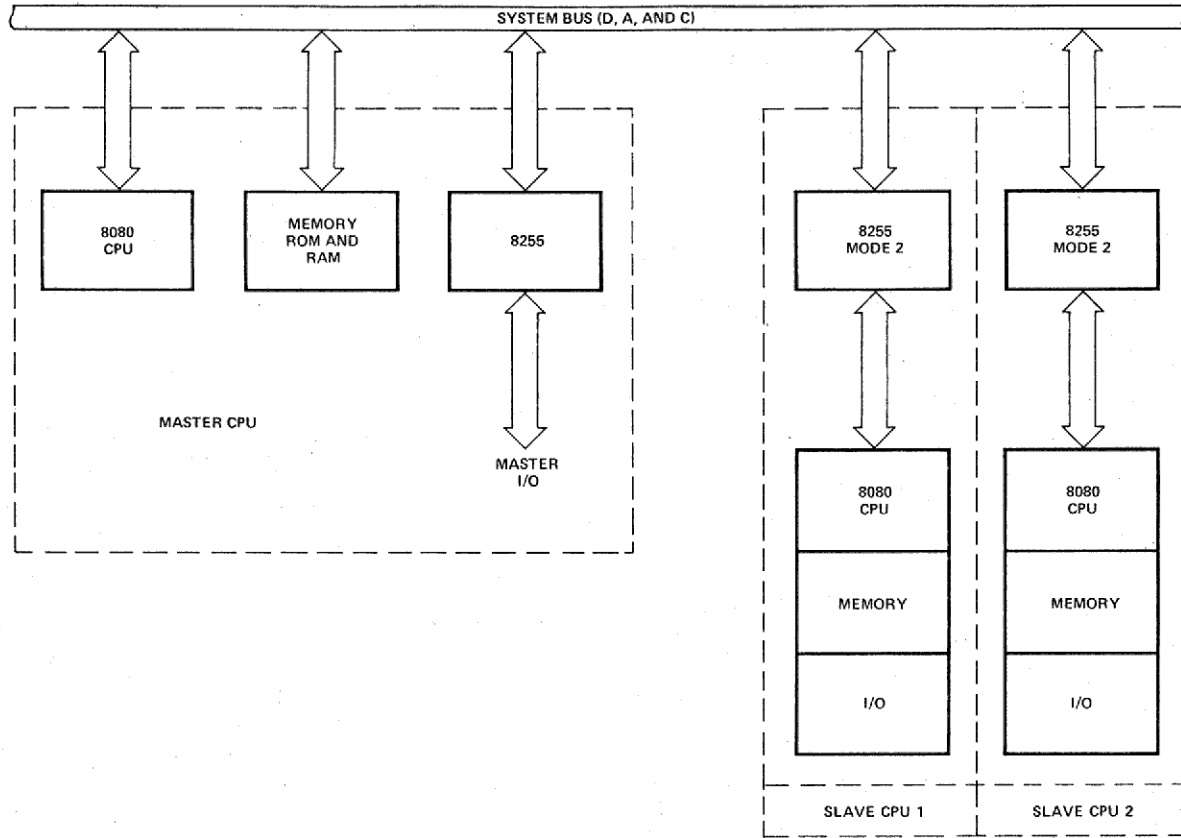 SYSTEM BUS (D, A, AND C)
8080
CPU
MEMORY
ROM AND
RAM
8255
8255
MODE 2
8255
MODE 2
MASTER CPU
MASTER
I/O
8080
CPU
MEMORY
I/O
8080
CPU
MEMORY
I/O
SLAVE CPU 1
SLAVE CPU 2